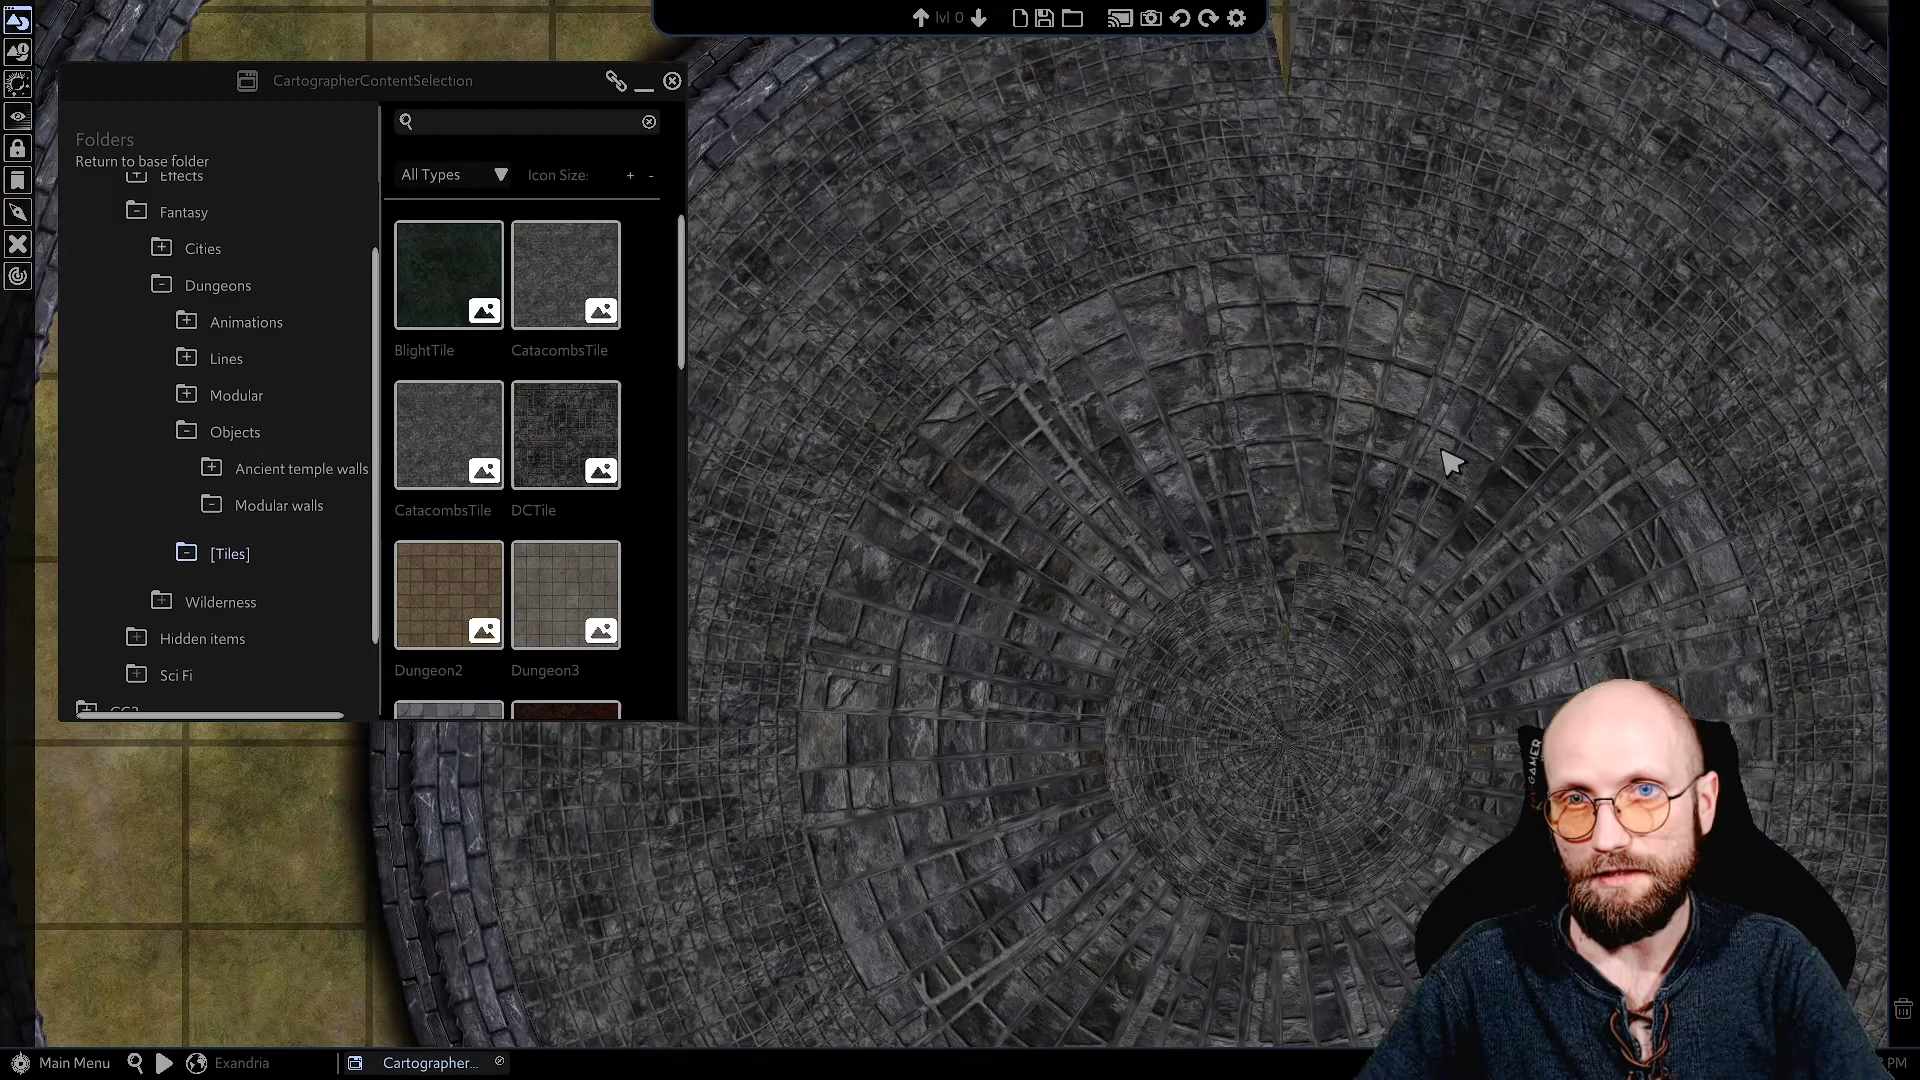 lvl 0
CartographerContentSelection
Folders
Return to base folder
Effects
Fantasy
Cities
Dungeons
Animations
Lines
Modular
Objects
Ancient temple walls
Modular walls
[Tiles]
Wilderness
Hidden items
Sci Fi
All Types
Icon Size:
+
-
BlightTile
CatacombsTile
CatacombsTile
DCTile
Dungeon2
Dungeon3
GAMER
Main Menu
Exandria
Cartographer...
PM